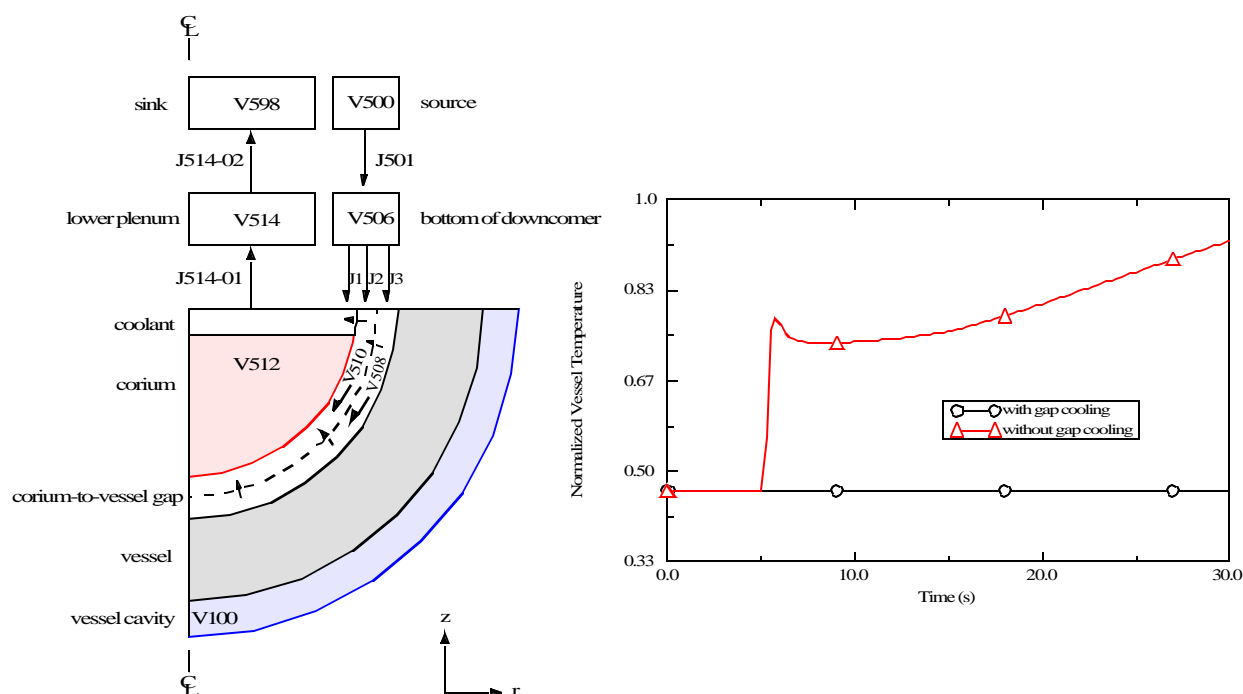 ℄
sink
V598
V500
source
J514-02
J501
lower plenum
V514
V506
bottom of downcomer
J514-01
J1
J2
J3
coolant
V512
V510
V508
corium
corium-to-vessel gap
vessel
vessel cavity
V100
z
r
℄
Normalized Vessel Temperature
1.0
0.83
0.67
0.50
0.33
with gap cooling
without gap cooling
0.0
10.0
20.0
30.0
Time (s)